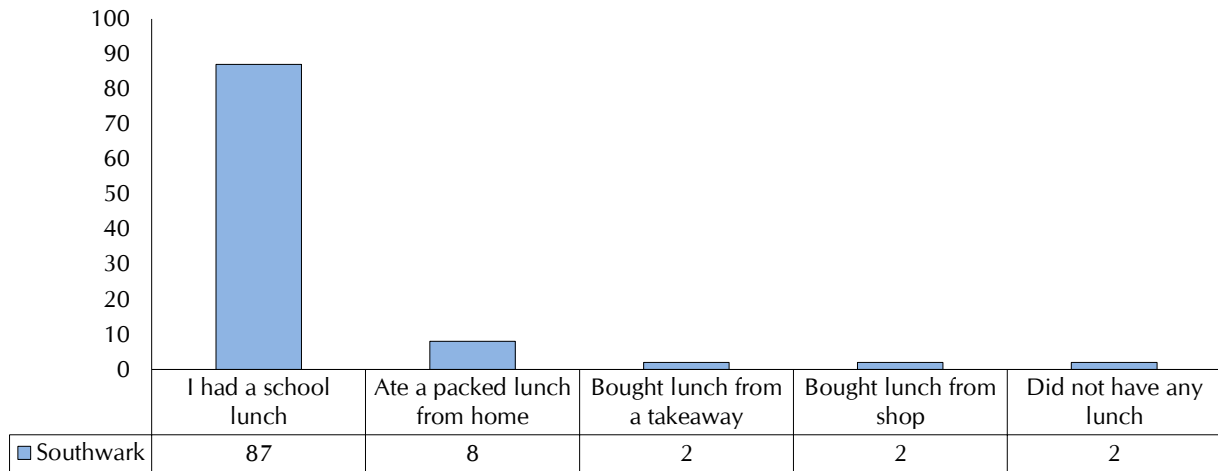 100
90
80
70
60
50
40
30
20
10
0
I had a school
lunch
Ate a packed lunch
from home
Bought lunch from
a takeaway
Bought lunch from
shop
Did not have any
lunch
Southwark 87 8 2 2 2